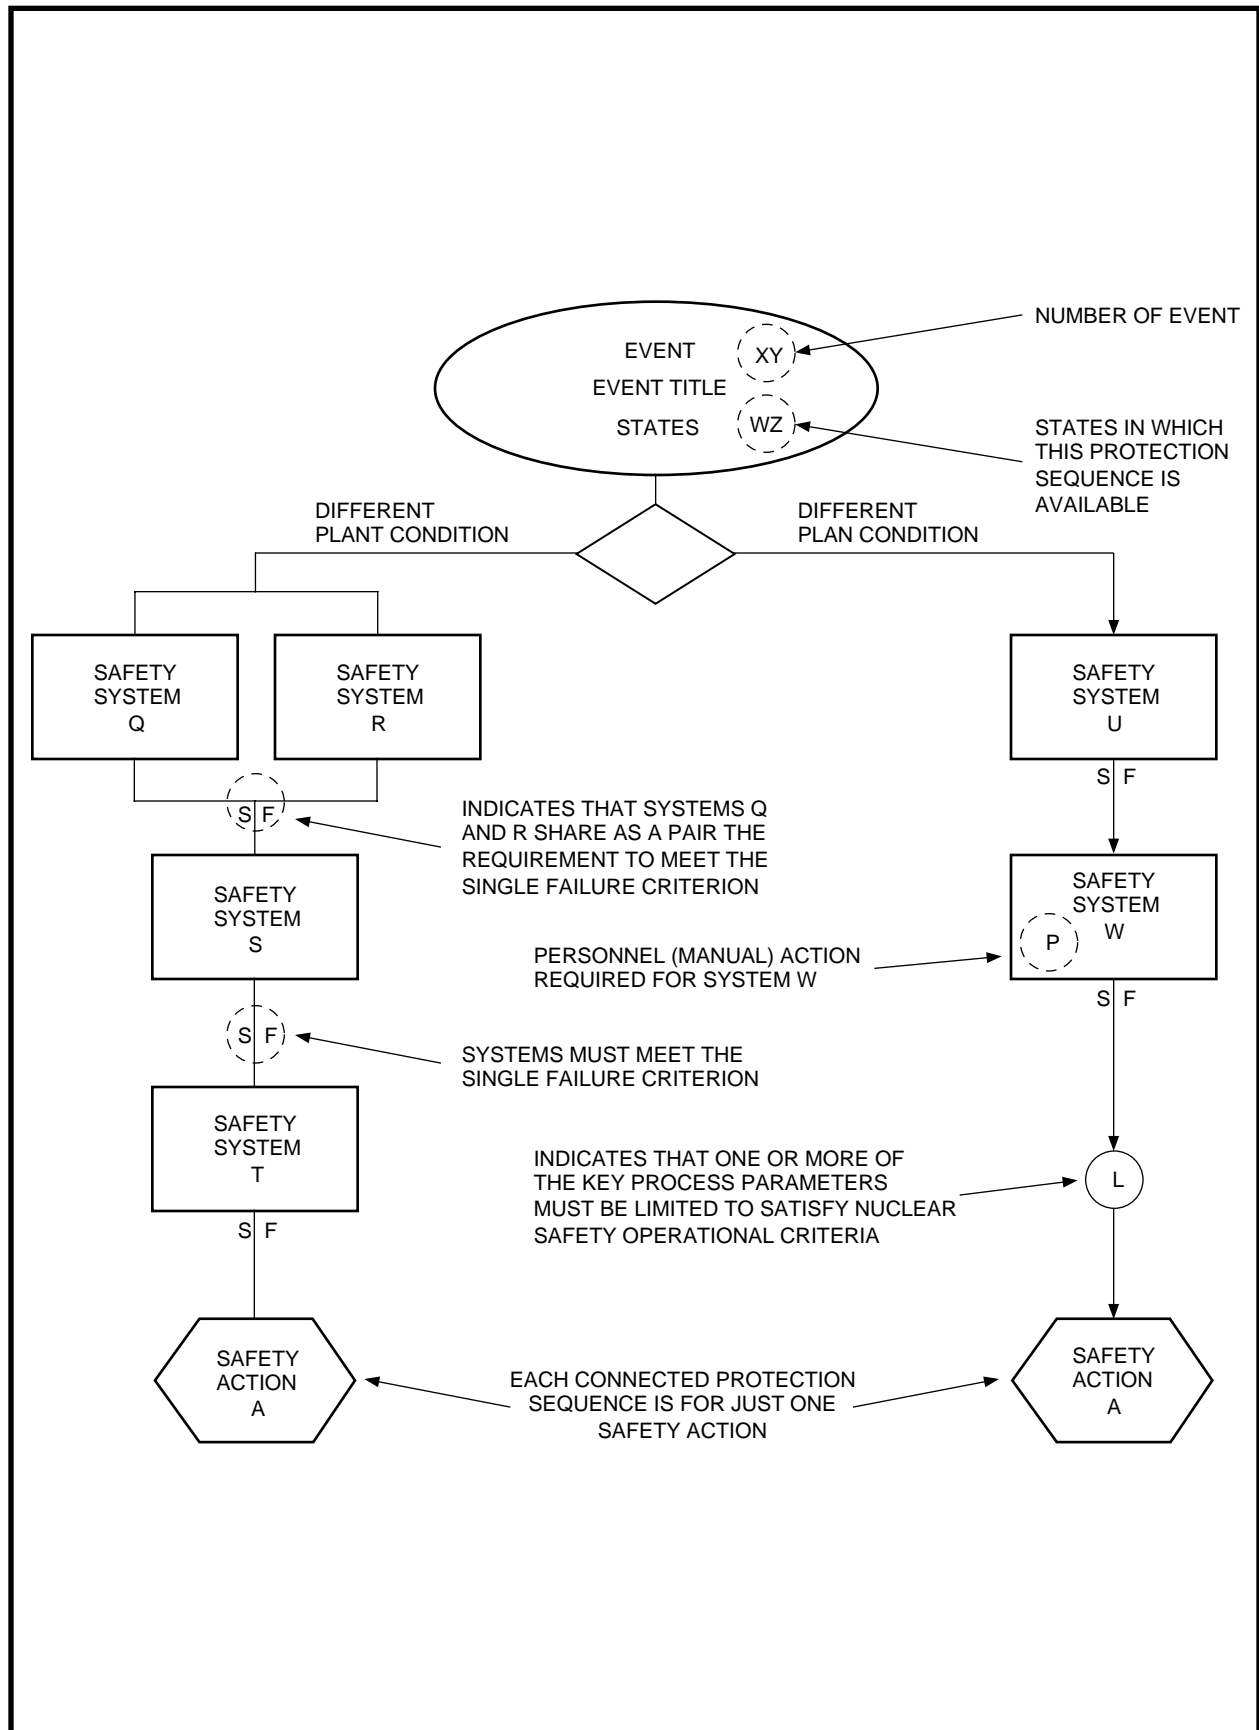 EVENT XY
EVENT TITLE
STATES WZ
NUMBER OF EVENT
STATES IN WHICH
THIS PROTECTION
SEQUENCE IS
AVAILABLE
DIFFERENT
PLANT CONDITION
DIFFERENT
PLAN CONDITION
SAFETY
SYSTEM
Q
SAFETY
SYSTEM
R
SAFETY
SYSTEM
U
S F
S F
INDICATES THAT SYSTEMS Q
AND R SHARE AS A PAIR THE
REQUIREMENT TO MEET THE
SINGLE FAILURE CRITERION
SAFETY
SYSTEM
S
SAFETY
SYSTEM
W
P
PERSONNEL (MANUAL) ACTION
REQUIRED FOR SYSTEM W
S F
S F
SYSTEMS MUST MEET THE
SINGLE FAILURE CRITERION
SAFETY
SYSTEM
T
INDICATES THAT ONE OR MORE OF
THE KEY PROCESS PARAMETERS
MUST BE LIMITED TO SATISFY NUCLEAR
SAFETY OPERATIONAL CRITERIA
L
S F
SAFETY
ACTION
A
EACH CONNECTED PROTECTION
SEQUENCE IS FOR JUST ONE
SAFETY ACTION
SAFETY
ACTION
A